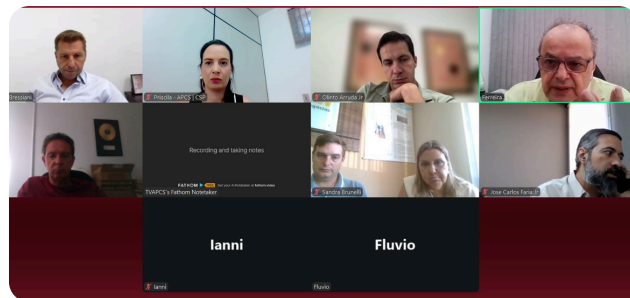 Bressiani
Priscila - APCS | CSP
Olinto Arruda Jr
Ferreira
Recording and taking notes
FATHOM
TVAPCS's Fathom Notetaker
Sandra Brunelli
Jose Carlos Faria Jr
Ianni
Fluvio
Ianni
Fluvio